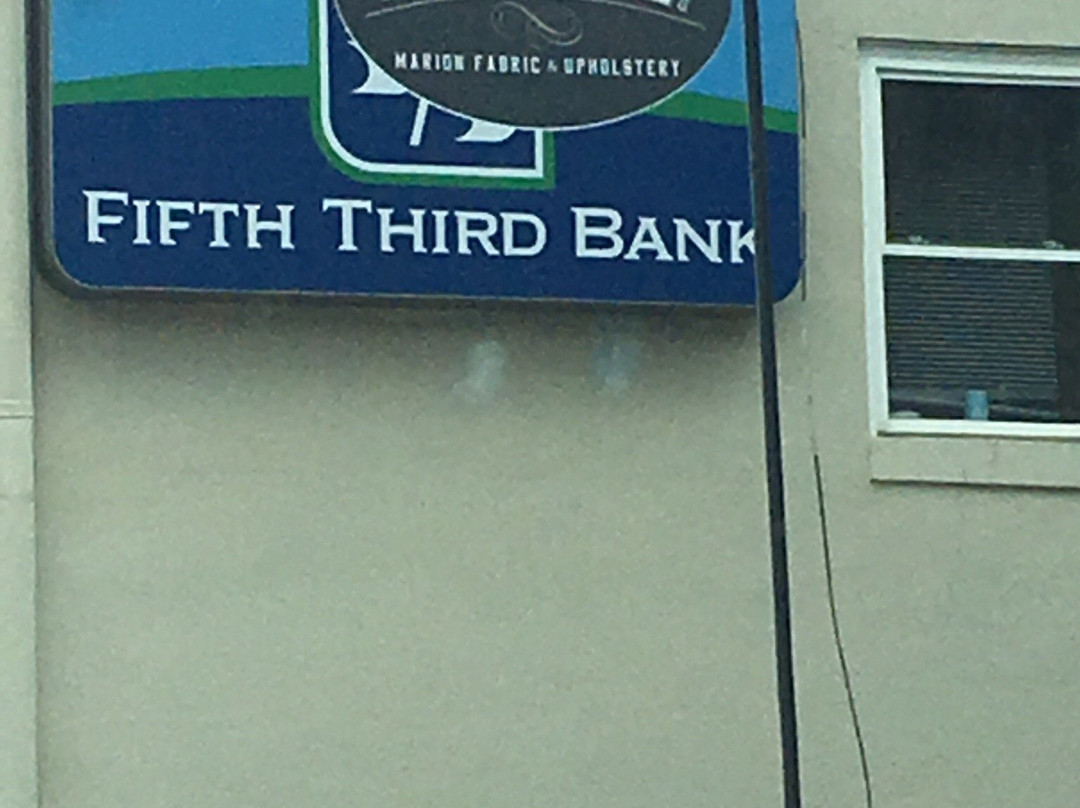 MARION FABRIC & UPHOLSTERY
FIFTH THIRD BANK